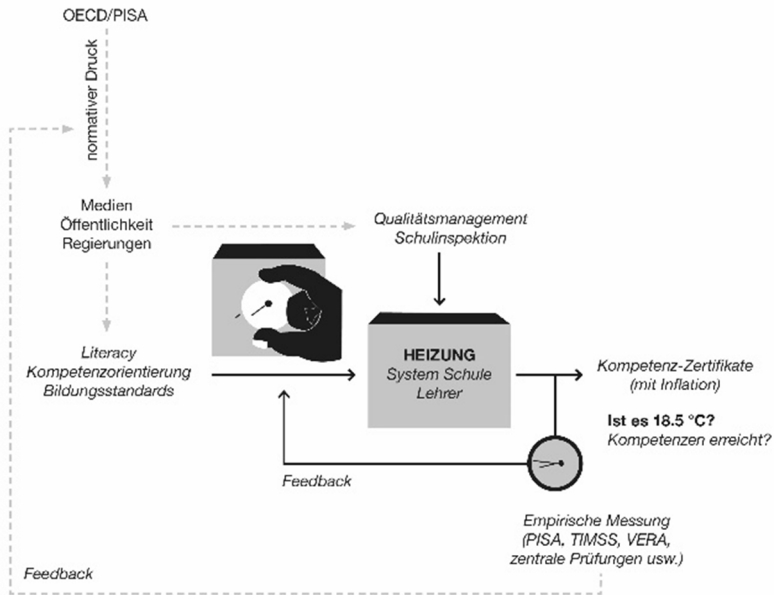 OECD/PISA
normativer Druck
Medien
Öffentlichkeit
Regierungen
Qualitätsmanagement
Schulinspektion
Literacy
Kompetenzorientierung
Bildungsstandards
HEIZUNG
System Schule
Lehrer
Kompetenz-Zertifikate
(mit Inflation)
Ist es 18.5 °C?
Kompetenzen erreicht?
Feedback
Empirische Messung
(PISA, TIMSS, VERA,
zentrale Prüfungen usw.)
Feedback